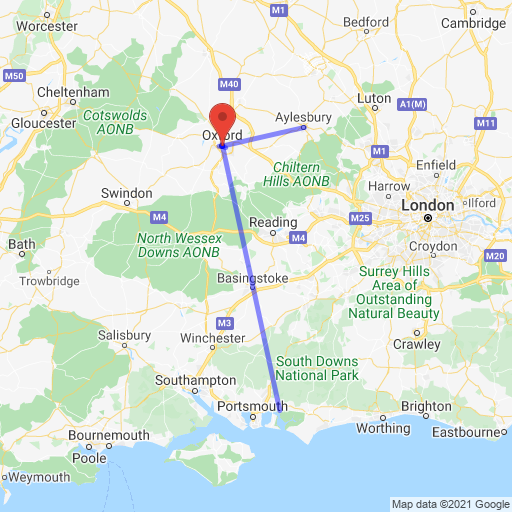 Worcester
M1
Bedford
Cambridge
M50
M40
Cheltenham
Luton
A1(M)
Cotswolds
AONB
Gloucester
Aylesbury
M11
Oxford
M1
Chiltern
Hills AONB
Enfield
Harrow
Ilford
Swindon
London
M4
M25
Reading
M4
North Wessex
Downs AONB
Bath
Croydon
M20
Trowbridge
Basingstoke
Surrey Hills
Area of
Outstanding
Natural Beauty
M3
Salisbury
Winchester
Crawley
South Downs
National Park
Southampton
Portsmouth
Brighton
Worthing
Eastbourne
Bournemouth
Poole
Weymouth
Map data ©2021 Google